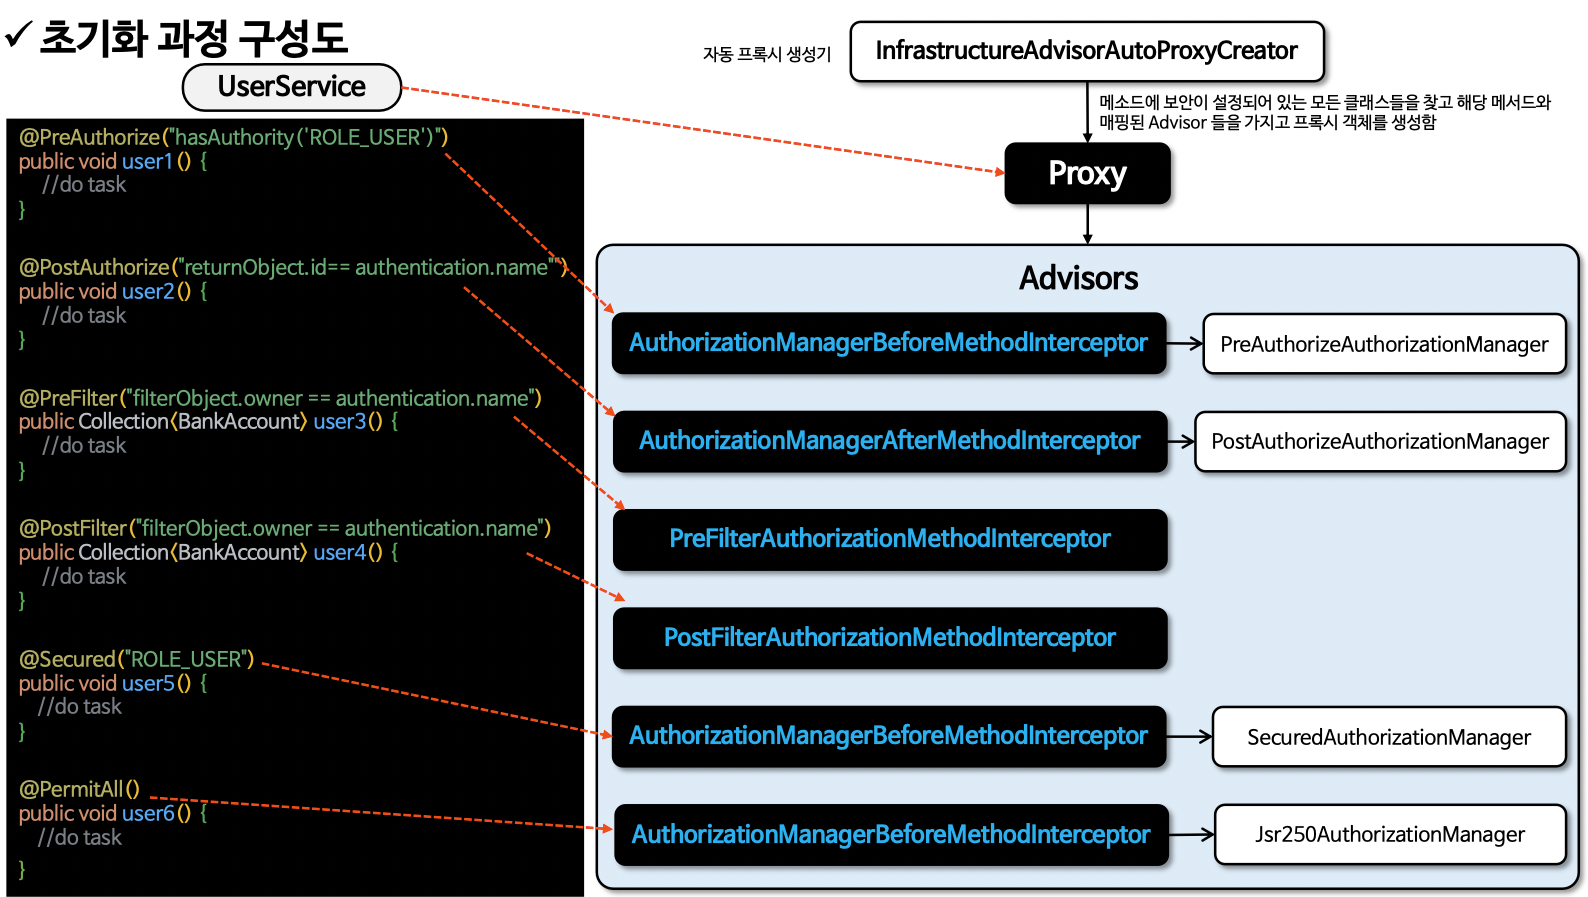 ✓ 초기화 과정 구성도
UserService
@PreAuthorize("hasAuthority('ROLE_USER')")
public void user1() {
//do task
}
@PostAuthorize("returnObject.id== authentication.name"")
public void user2() {
//do task
}
@PreFilter("filterObject.owner == authentication.name")
public Collection<BankAccount> user3() {
//do task
}
@PostFilter("filterObject.owner == authentication.name")
public Collection<BankAccount> user4() {
//do task
}
@Secured("ROLE_USER")
public void user5() {
//do task
}
@PermitAll()
public void user6() {
//do task
}
자동 프록시 생성기
InfrastructureAdvisorAutoProxyCreator
메소드에 보안이 설정되어 있는 모든 클래스들을 찾고 해당 메서드와
매핑된 Advisor 들을 가지고 프록시 객체를 생성함
Proxy
Advisors
AuthorizationManagerBeforeMethodInterceptor
PreAuthorizeAuthorizationManager
AuthorizationManagerAfterMethodInterceptor
PostAuthorizeAuthorizationManager
PreFilterAuthorizationMethodInterceptor
PostFilterAuthorizationMethodInterceptor
AuthorizationManagerBeforeMethodInterceptor
SecuredAuthorizationManager
AuthorizationManagerBeforeMethodInterceptor
Jsr250AuthorizationManager